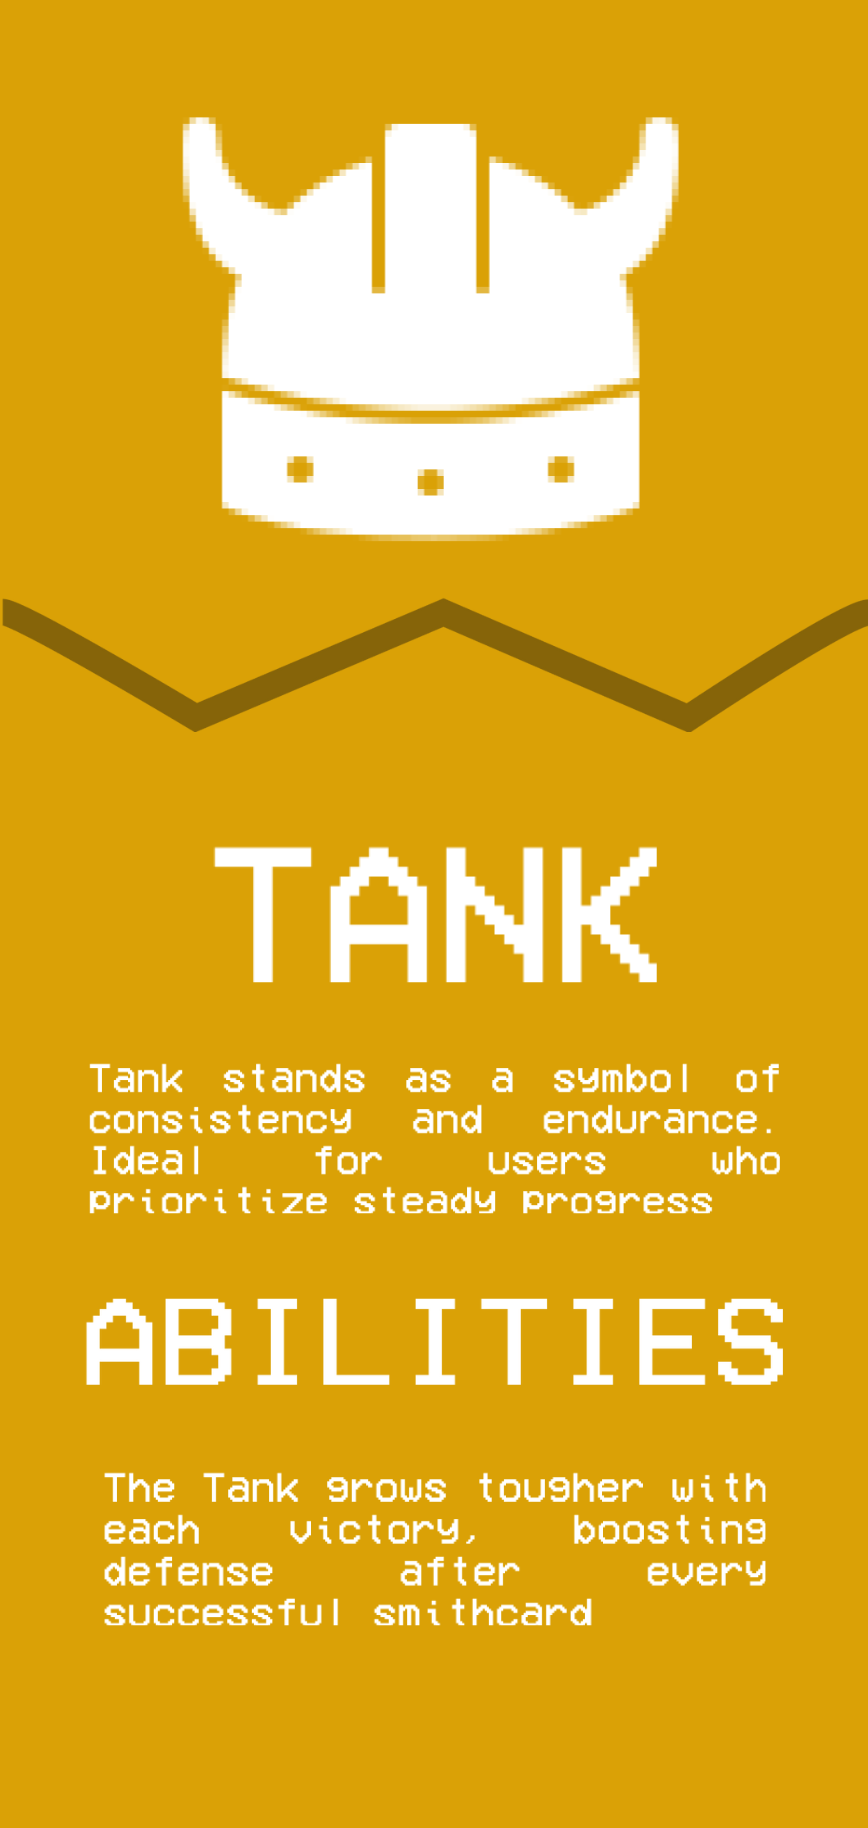 TANK
Tank stands as a symbol of
consistency and endurance.
Ideal for users who
prioritize steady progress
ABILITIES
The Tank grows tougher with
each victory, boosting
defense after every
successful smithcard